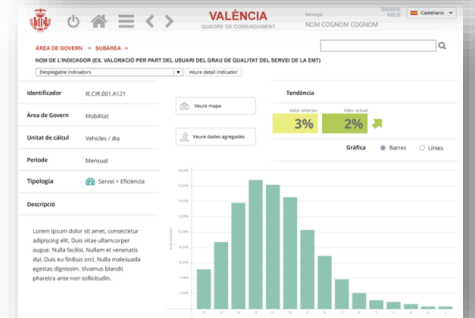 VALÈNCIA
QUADRE DE COMANDAMENT
Serveys
NOM COGNOM COGNOM
Castellano
ÀREA DE GOVERN > SUBÀREA >
NOM DE L'INDICADOR (EX. VALORACIÓ PER PART DEL USUARI DEL GRAU DE QUALITAT DEL SERVEI DE LA EMT)
Desplegable indicadors
Veure detall indicador
Identificador IE.CIR.001.A121
Àrea de Govern Mobilitat
Unitat de càlcul Vehicles / dia
Periode Mensual
Tipologia Servei > Eficiència
Descripció
Lorem ipsum dolor sit amet, consectetur
adipiscing elit. Duis vitae ullamcorper
augue. Nulla facilisi. Nullam et venenatis
dui. Duis eu finibus orci. Nulla malesuada
egestas dignissim. Vivamus blandit
pharetra ante non sollicitudin.
Veure mapa
Veure dades agregades
Tendència
Valor anterior Valor actual
3% 2%
Gràfica Barres Línies